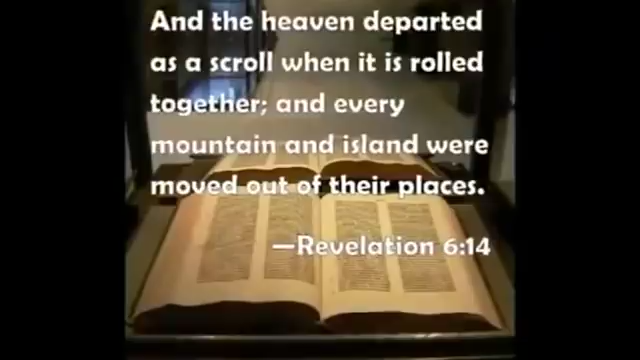 And the heaven departed
as a scroll when it is rolled
together; and every
mountain and island were
moved out of their places.
—Revelation 6:14